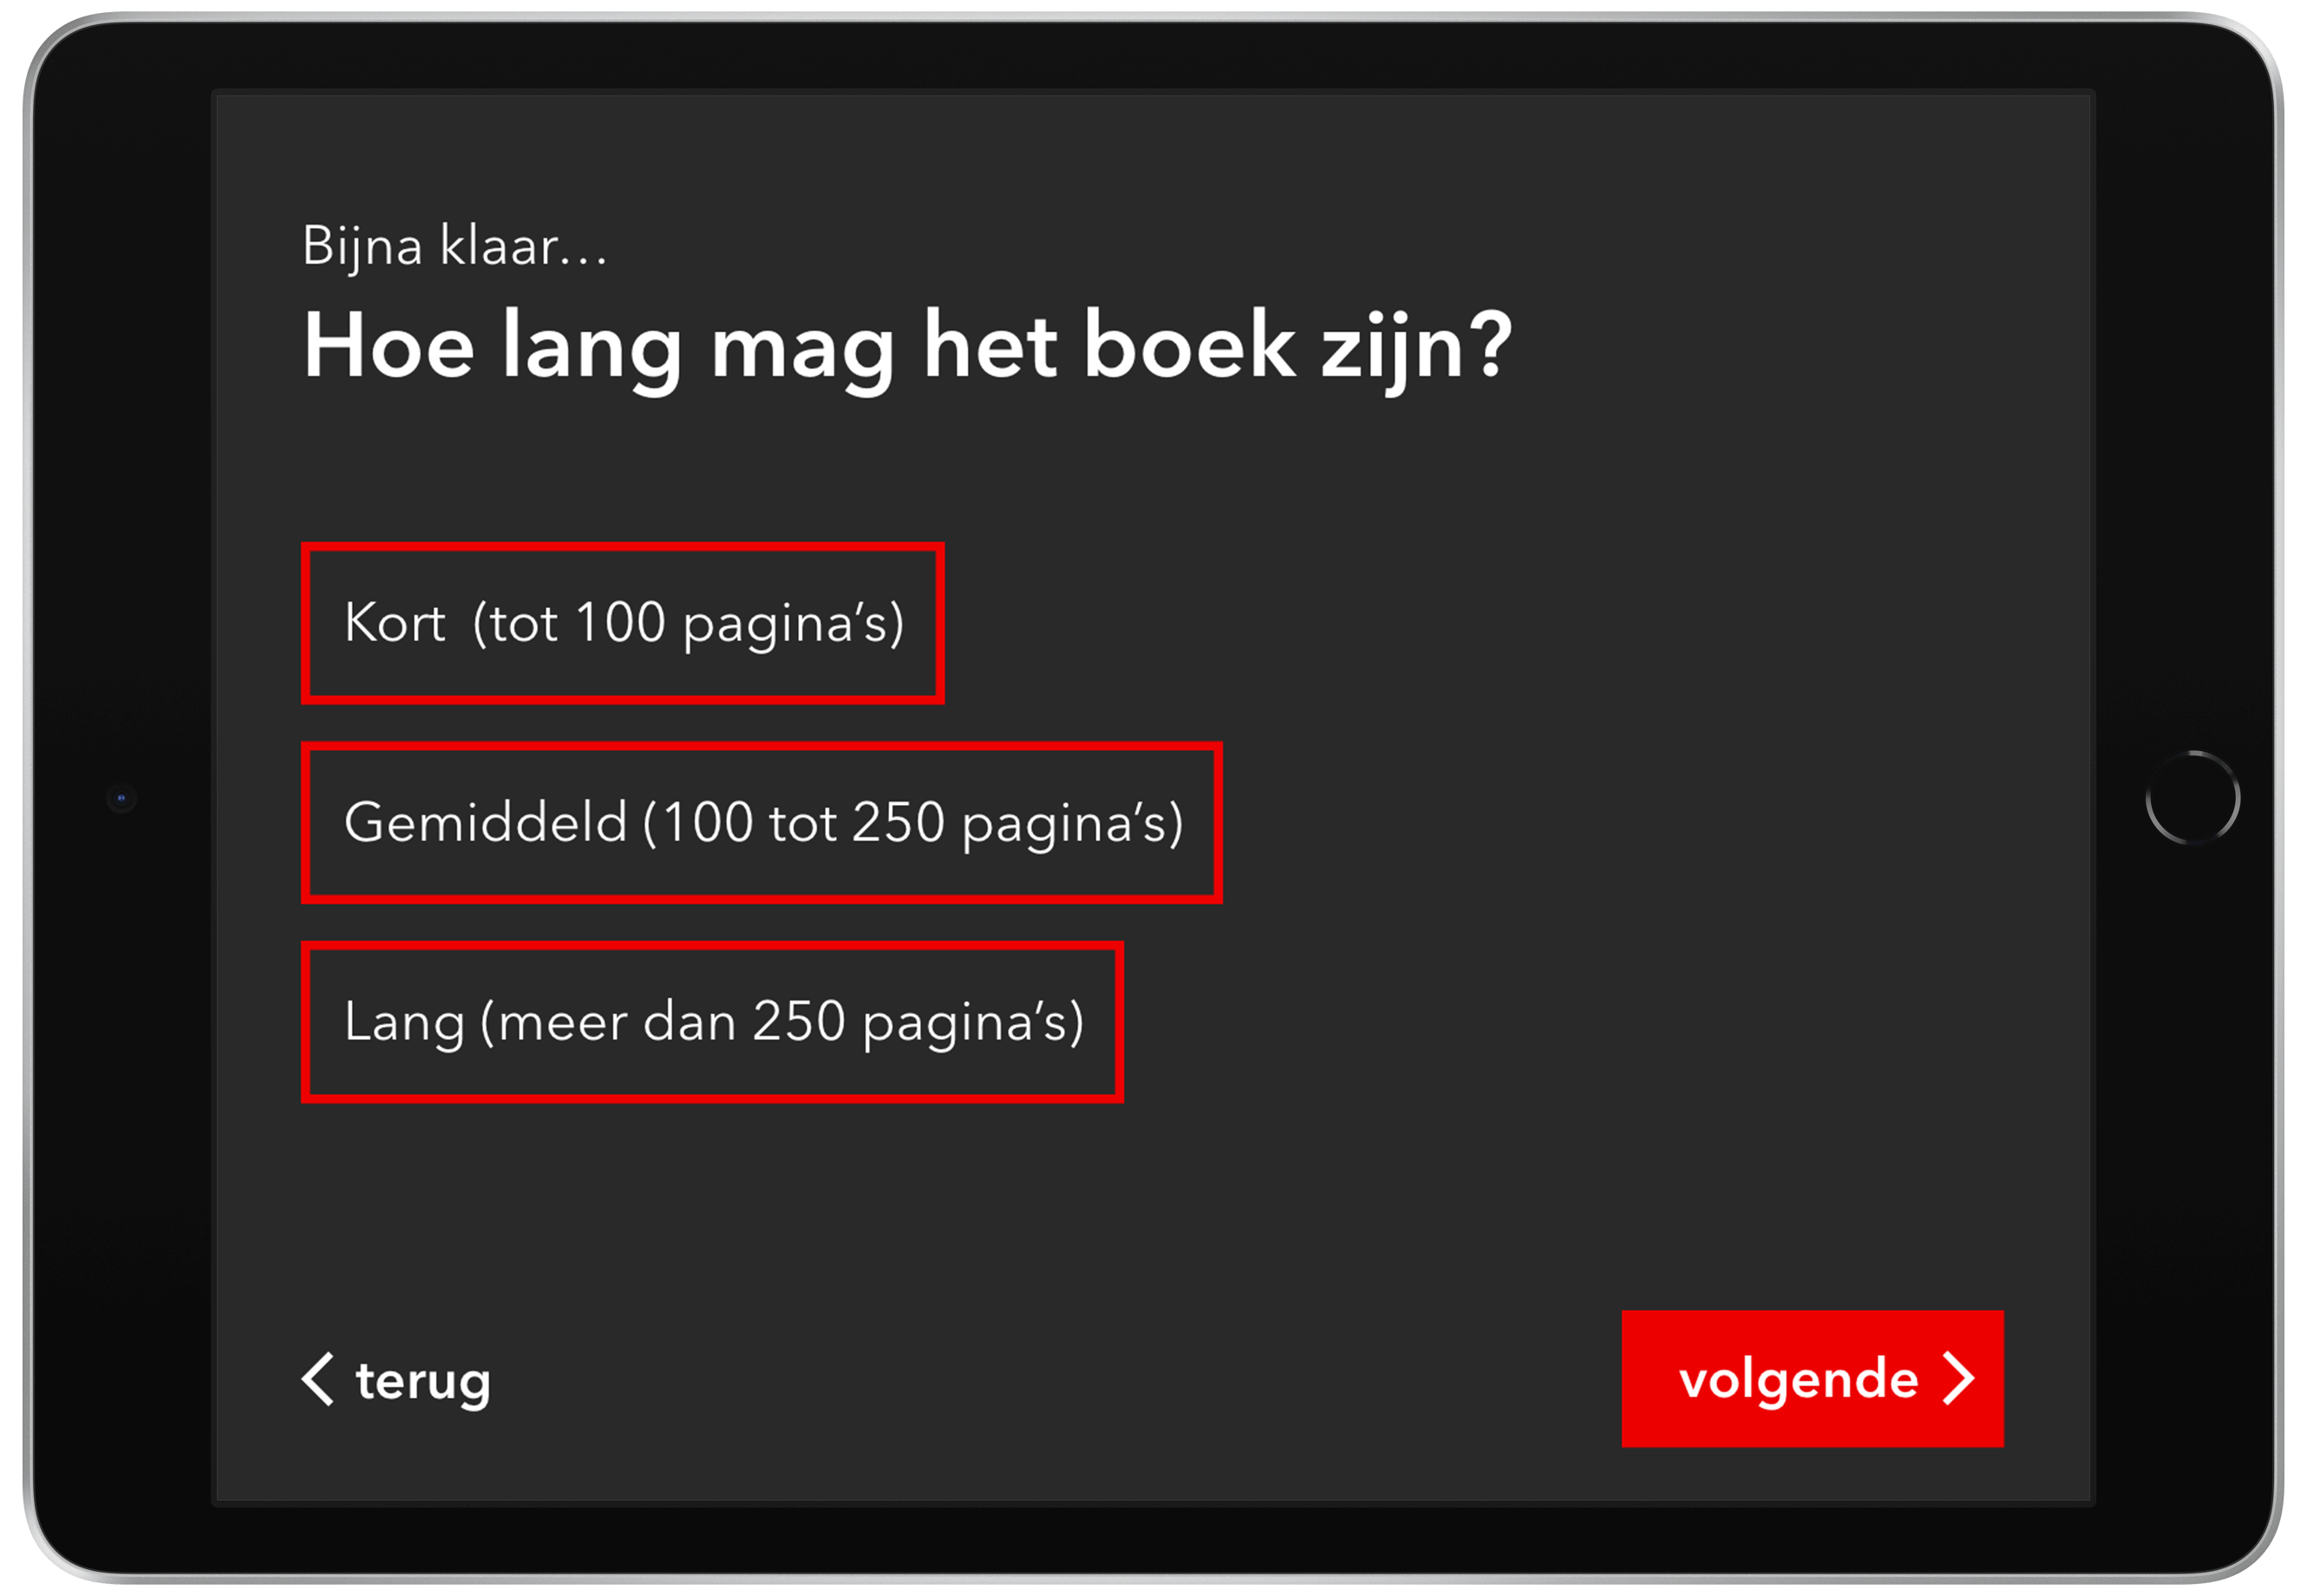 Bijna klaar...
Hoe lang mag het boek zijn?
Kort (tot 100 pagina's)
Gemiddeld (100 tot 250 pagina's)
Lang (meer dan 250 pagina's)
terug
volgende